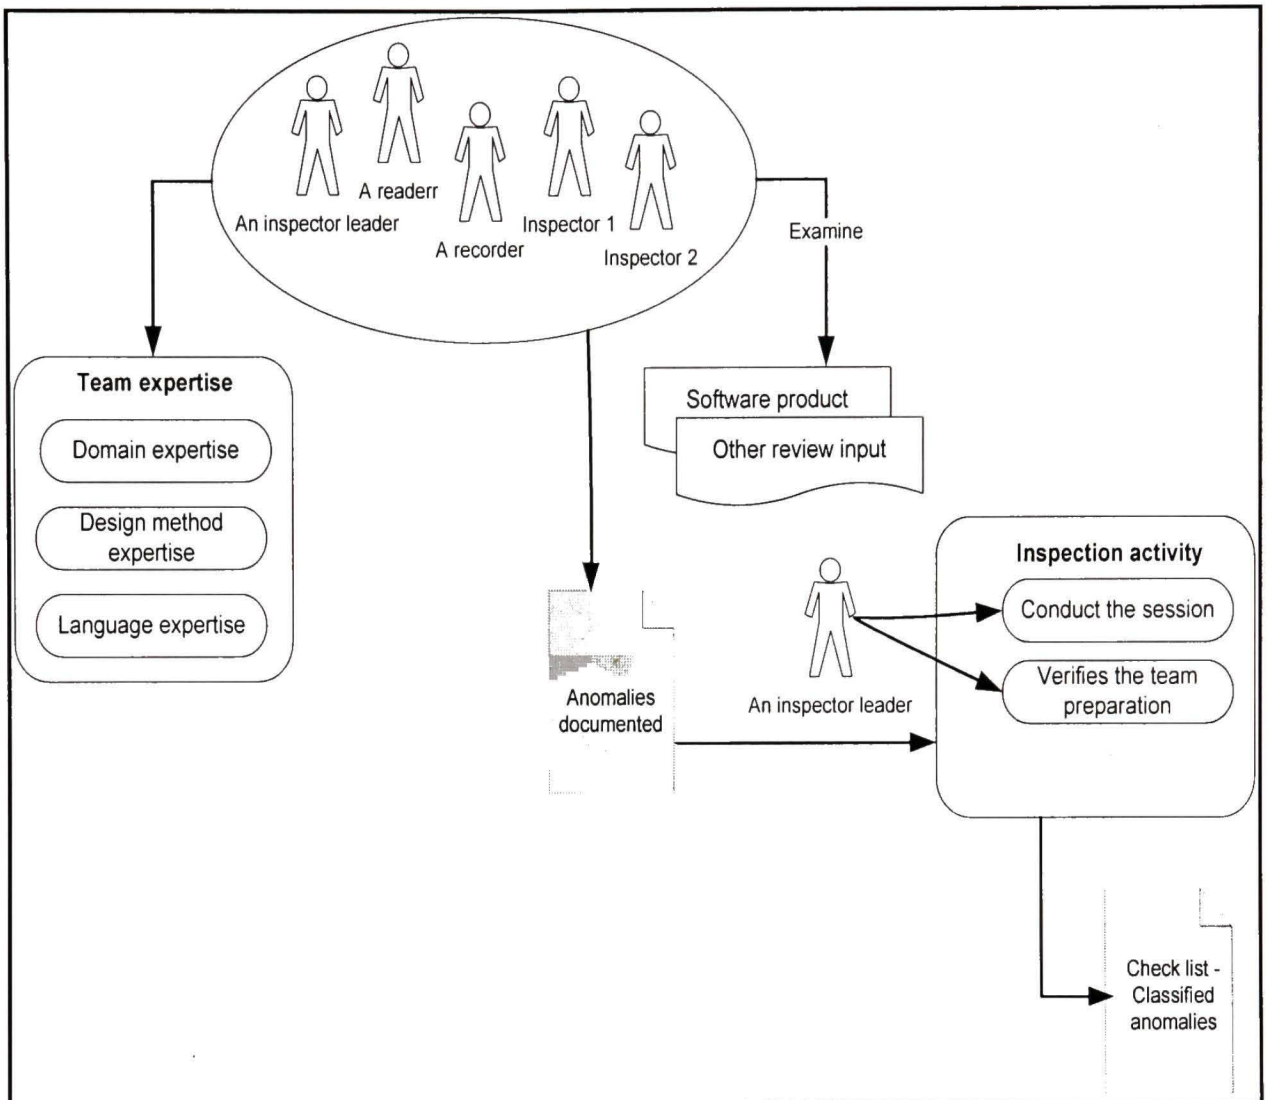 A readerr
An inspector leader
Inspector 1
A recorder
Inspector 2
Examine
Team expertise
Domain expertise
Design method
expertise
Language expertise
Software product
Other review input
Anomalies
documented
An inspector leader
Inspection activity
Conduct the session
Verifies the team
preparation
Check list -
Classified
anomalies